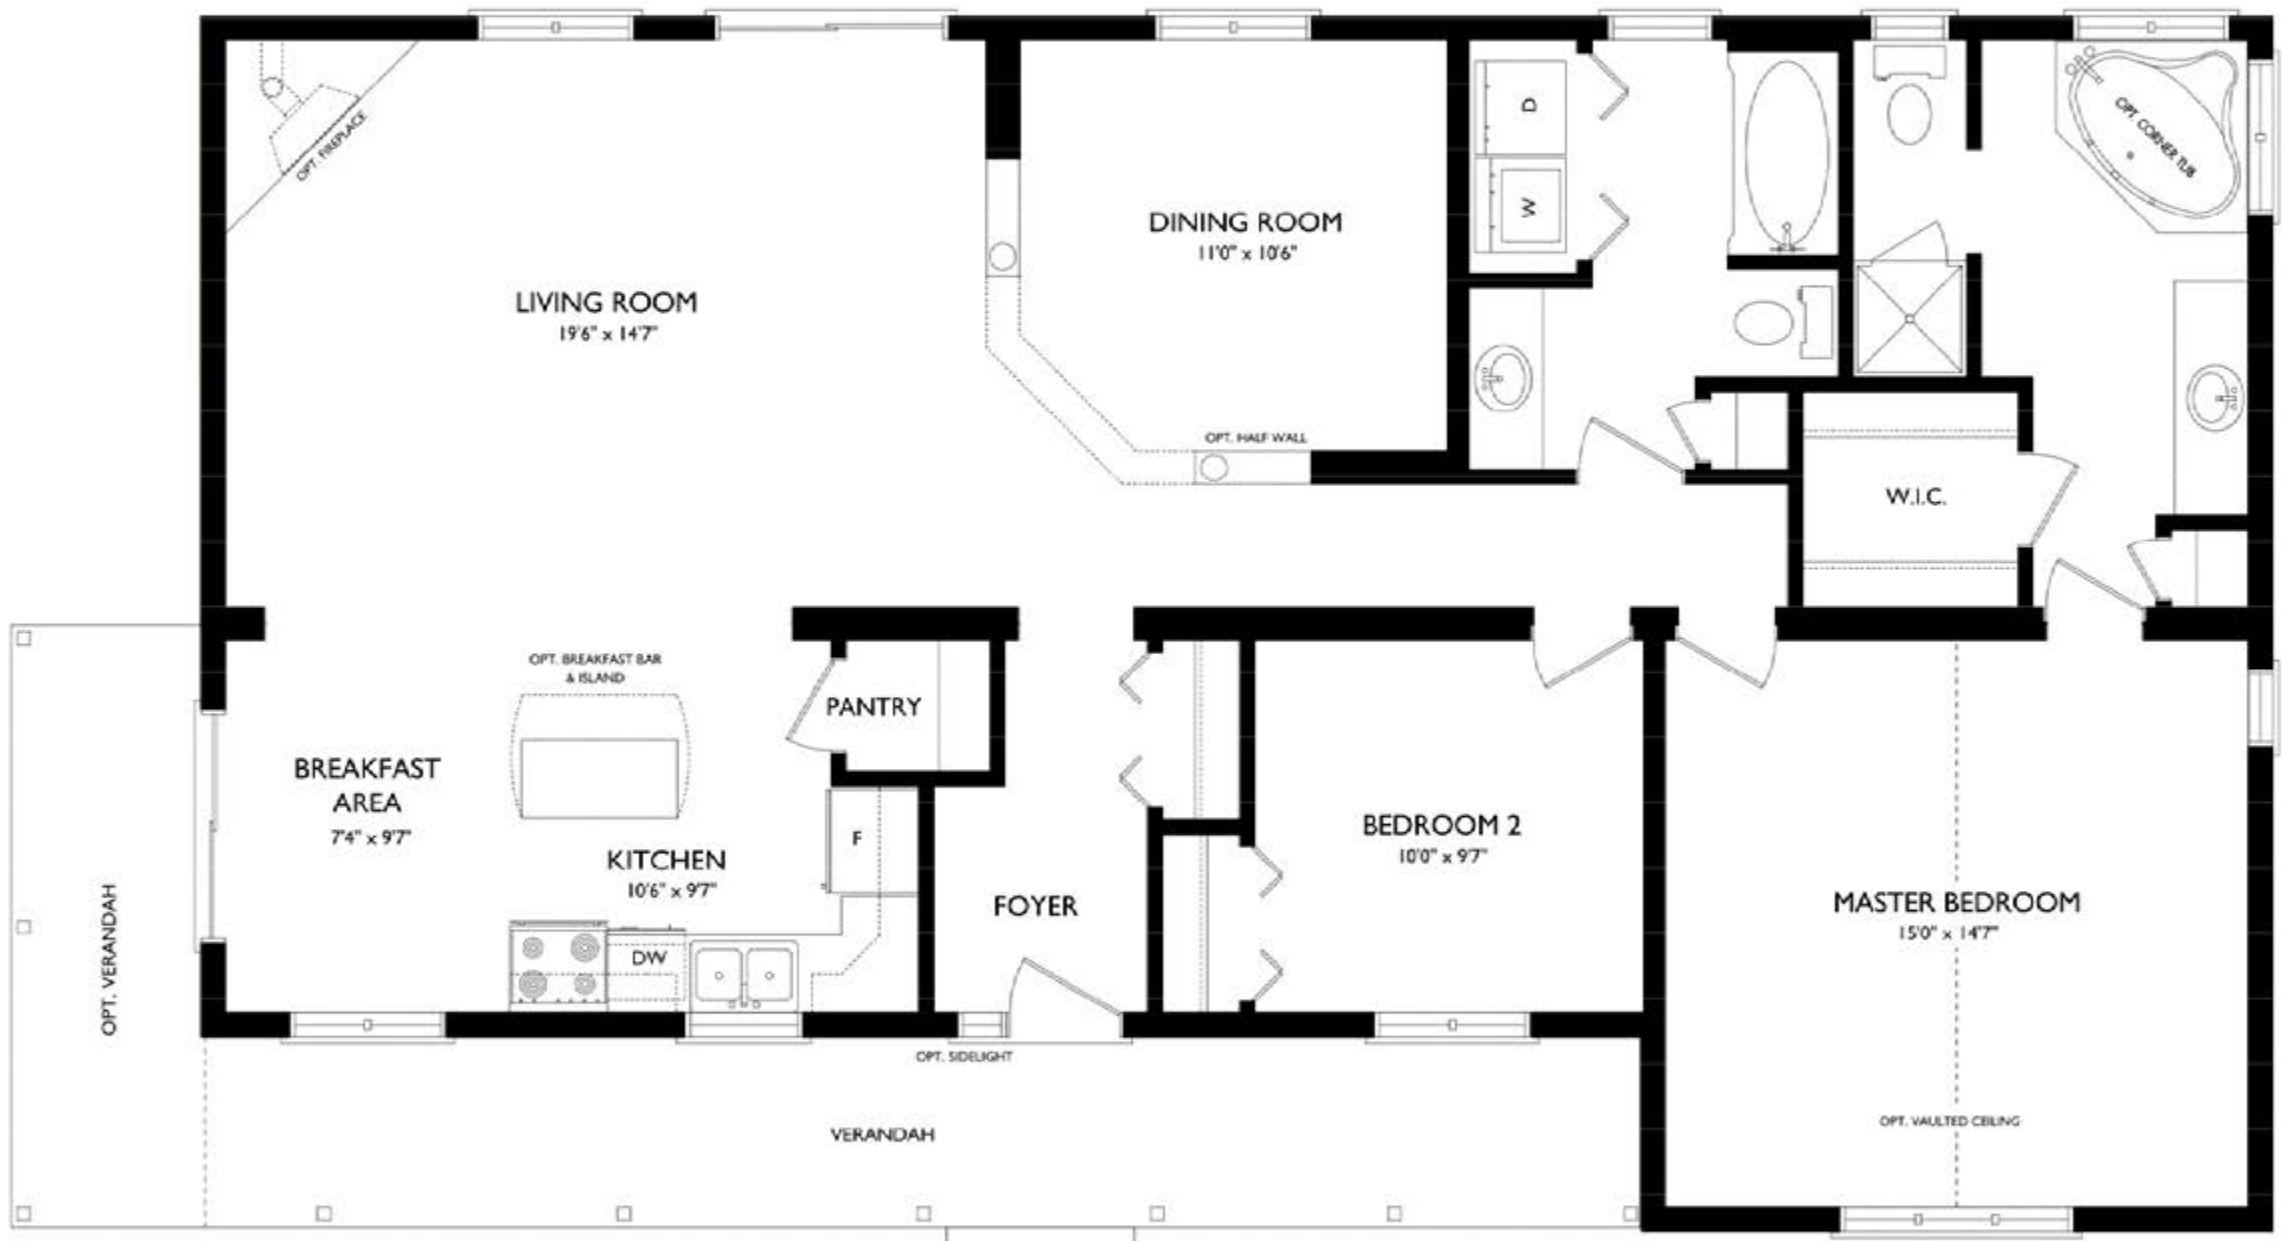 OPT. FIREPLACE
LIVING ROOM
19'6" x 14'7"
DINING ROOM
11'0" x 10'6"
OPT. HALF WALL
D
W
OPT. CORNER TUB
W.I.C.
OPT. BREAKFAST BAR
& ISLAND
PANTRY
BREAKFAST
AREA
7'4" x 9'7"
KITCHEN
10'6" x 9'7"
F
DW
FOYER
BEDROOM 2
10'0" x 9'7"
MASTER BEDROOM
15'0" x 14'7"
OPT. VAULTED CEILING
OPT. VERANDAH
OPT. SIDELIGHT
VERANDAH